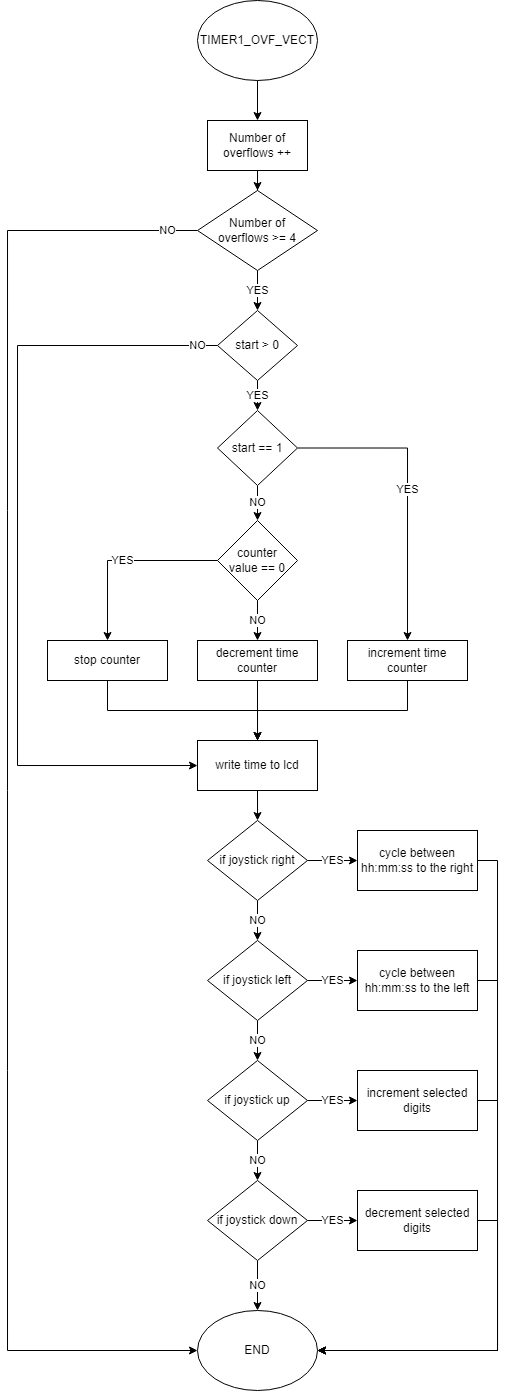 TIMER1_OVF_VECT
Number of
overflows ++
Number of
overflows >= 4
NO
YES
start > 0
NO
YES
start == 1
YES
NO
counter
value == 0
YES
NO
stop counter
decrement time
counter
increment time
counter
write time to lcd
if joystick right
YES
cycle between
hh:mm:ss to the right
NO
if joystick left
YES
cycle between
hh:mm:ss to the left
NO
if joystick up
YES
increment selected
digits
NO
if joystick down
YES
decrement selected
digits
NO
END